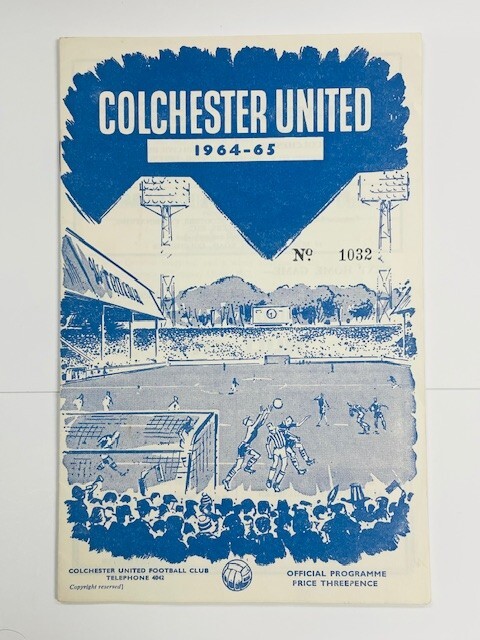 COLCHESTER UNITED
1964-65
Nº 1032
COLCHESTER UNITED FOOTBALL CLUB
TELEPHONE 4042
Copyright reserved]
OFFICIAL PROGRAMME
PRICE THREEPENCE